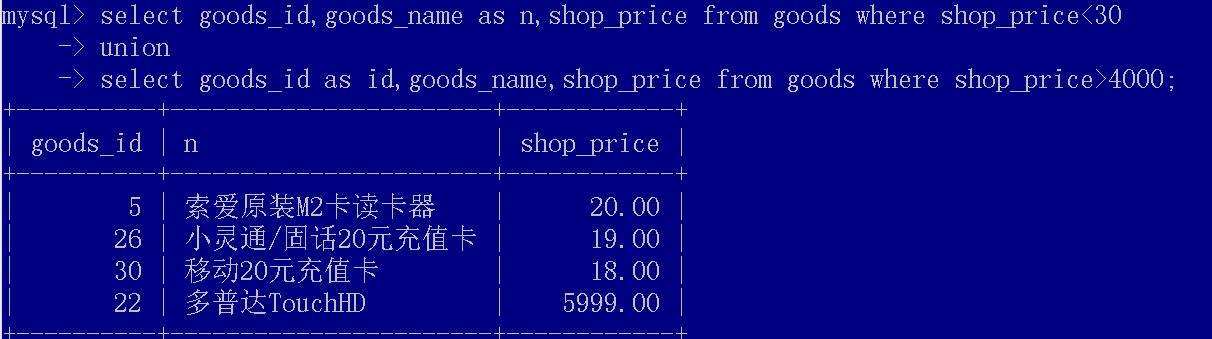 mysql> select goods_id,goods_name as n,shop_price from goods where shop_price<30
    -> union
    -> select goods_id as id,goods_name,shop_price from goods where shop_price>4000;
+----------+-----------------------+------------+
| goods_id | n                     | shop_price |
+----------+-----------------------+------------+
|        5 | 索爱原装M2卡读卡器    |      20.00 |
|       26 | 小灵通/固话20元充值卡 |      19.00 |
|       30 | 移动20元充值卡        |      18.00 |
|       22 | 多普达TouchHD         |    5999.00 |
+----------+-----------------------+------------+